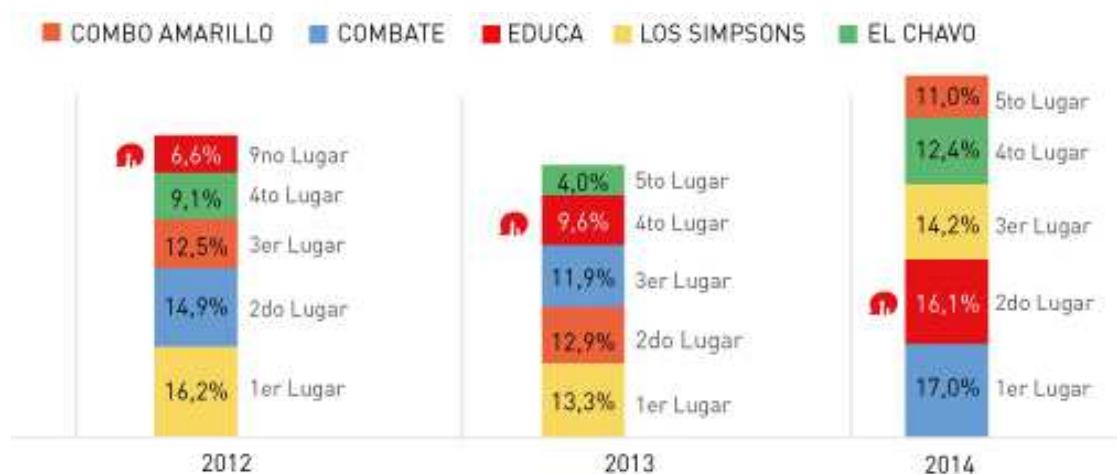 COMBO AMARILLO COMBATE EDUCA LOS SIMPSONS EL CHAVO
6,6% 9no Lugar
9,1% 4to Lugar
12,5% 3er Lugar
14,9% 2do Lugar
16,2% 1er Lugar
2012
4,0% 5to Lugar
9,6% 4to Lugar
11,9% 3er Lugar
12,9% 2do Lugar
13,3% 1er Lugar
2013
11,0% 5to Lugar
12,4% 4to Lugar
14,2% 3er Lugar
16,1% 2do Lugar
17,0% 1er Lugar
2014